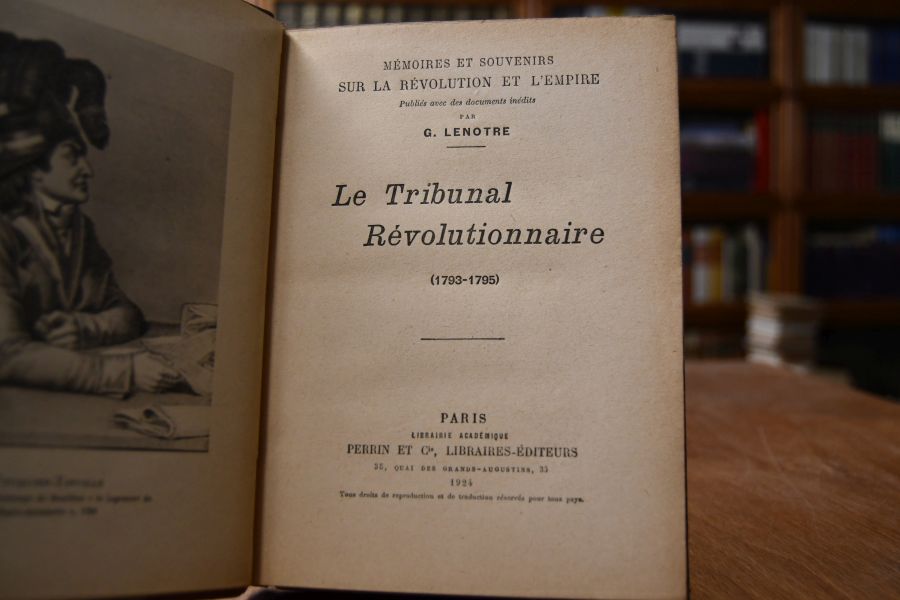 MÉMOIRES ET SOUVENIRS
SUR LA RÉVOLUTION ET L'EMPIRE
Publiés avec des documents inédits
PAR
G. LENOTRE
Le Tribunal
Révolutionnaire
(1793-1795)
PARIS
LIBRAIRIE ACADÉMIQUE
PERRIN ET Cie, LIBRAIRES-ÉDITEURS
35, QUAI DES GRANDS-AUGUSTINS, 35
1924
Tous droits de reproduction et de traduction réservés pour tous pays.